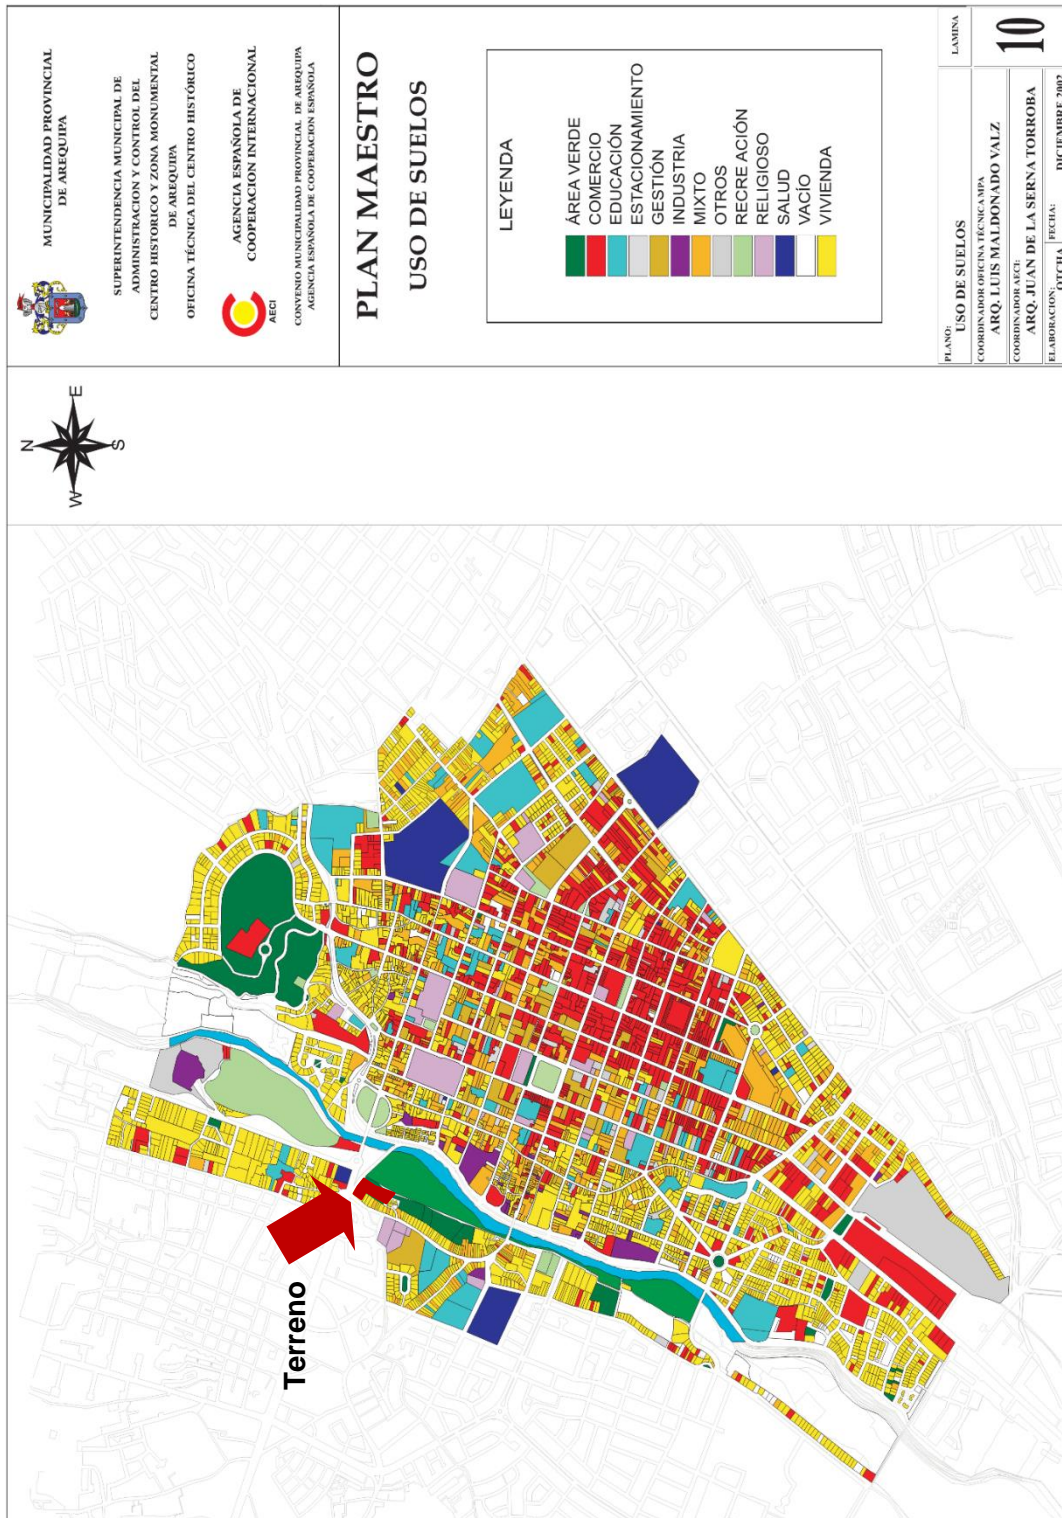 MUNICIPALIDAD PROVINCIAL
DE AREQUIPA
SUPERINTENDENCIA MUNICIPAL DE
ADMINISTRACION Y CONTROL DEL
CENTRO HISTORICO Y ZONA MONUMENTAL
DE AREQUIPA
OFICINA TÉCNICA DEL CENTRO HISTÓRICO
AECI
AGENCIA ESPAÑOLA DE
COOPERACION INTERNACIONAL
CONVENIO MUNICIPALIDAD PROVINCIAL DE AREQUIPA
AGENCIA ESPAÑOLA DE COOPERACION ESPAÑOLA
PLAN MAESTRO
USO DE SUELOS
LEYENDA
ÁREA VERDE
COMERCIO
EDUCACIÓN
ESTACIONAMIENTO
GESTIÓN
INDUSTRIA
MIXTO
OTROS
RECRE ACIÓN
RELIGIOSO
SALUD
VACÍO
VIVIENDA
PLANO:
USO DE SUELOS
LAMINA
10
COORDINADOR OFICINA TÉCNICA MPA
ARQ. LUIS MALDONADO VALZ
COORDINADOR AECI:
ARQ. JUAN DE LA SERNA TORROBA
ELABORACION: OTCHA FECHA: DICIEMBRE 2002
N
W E
S
Terreno